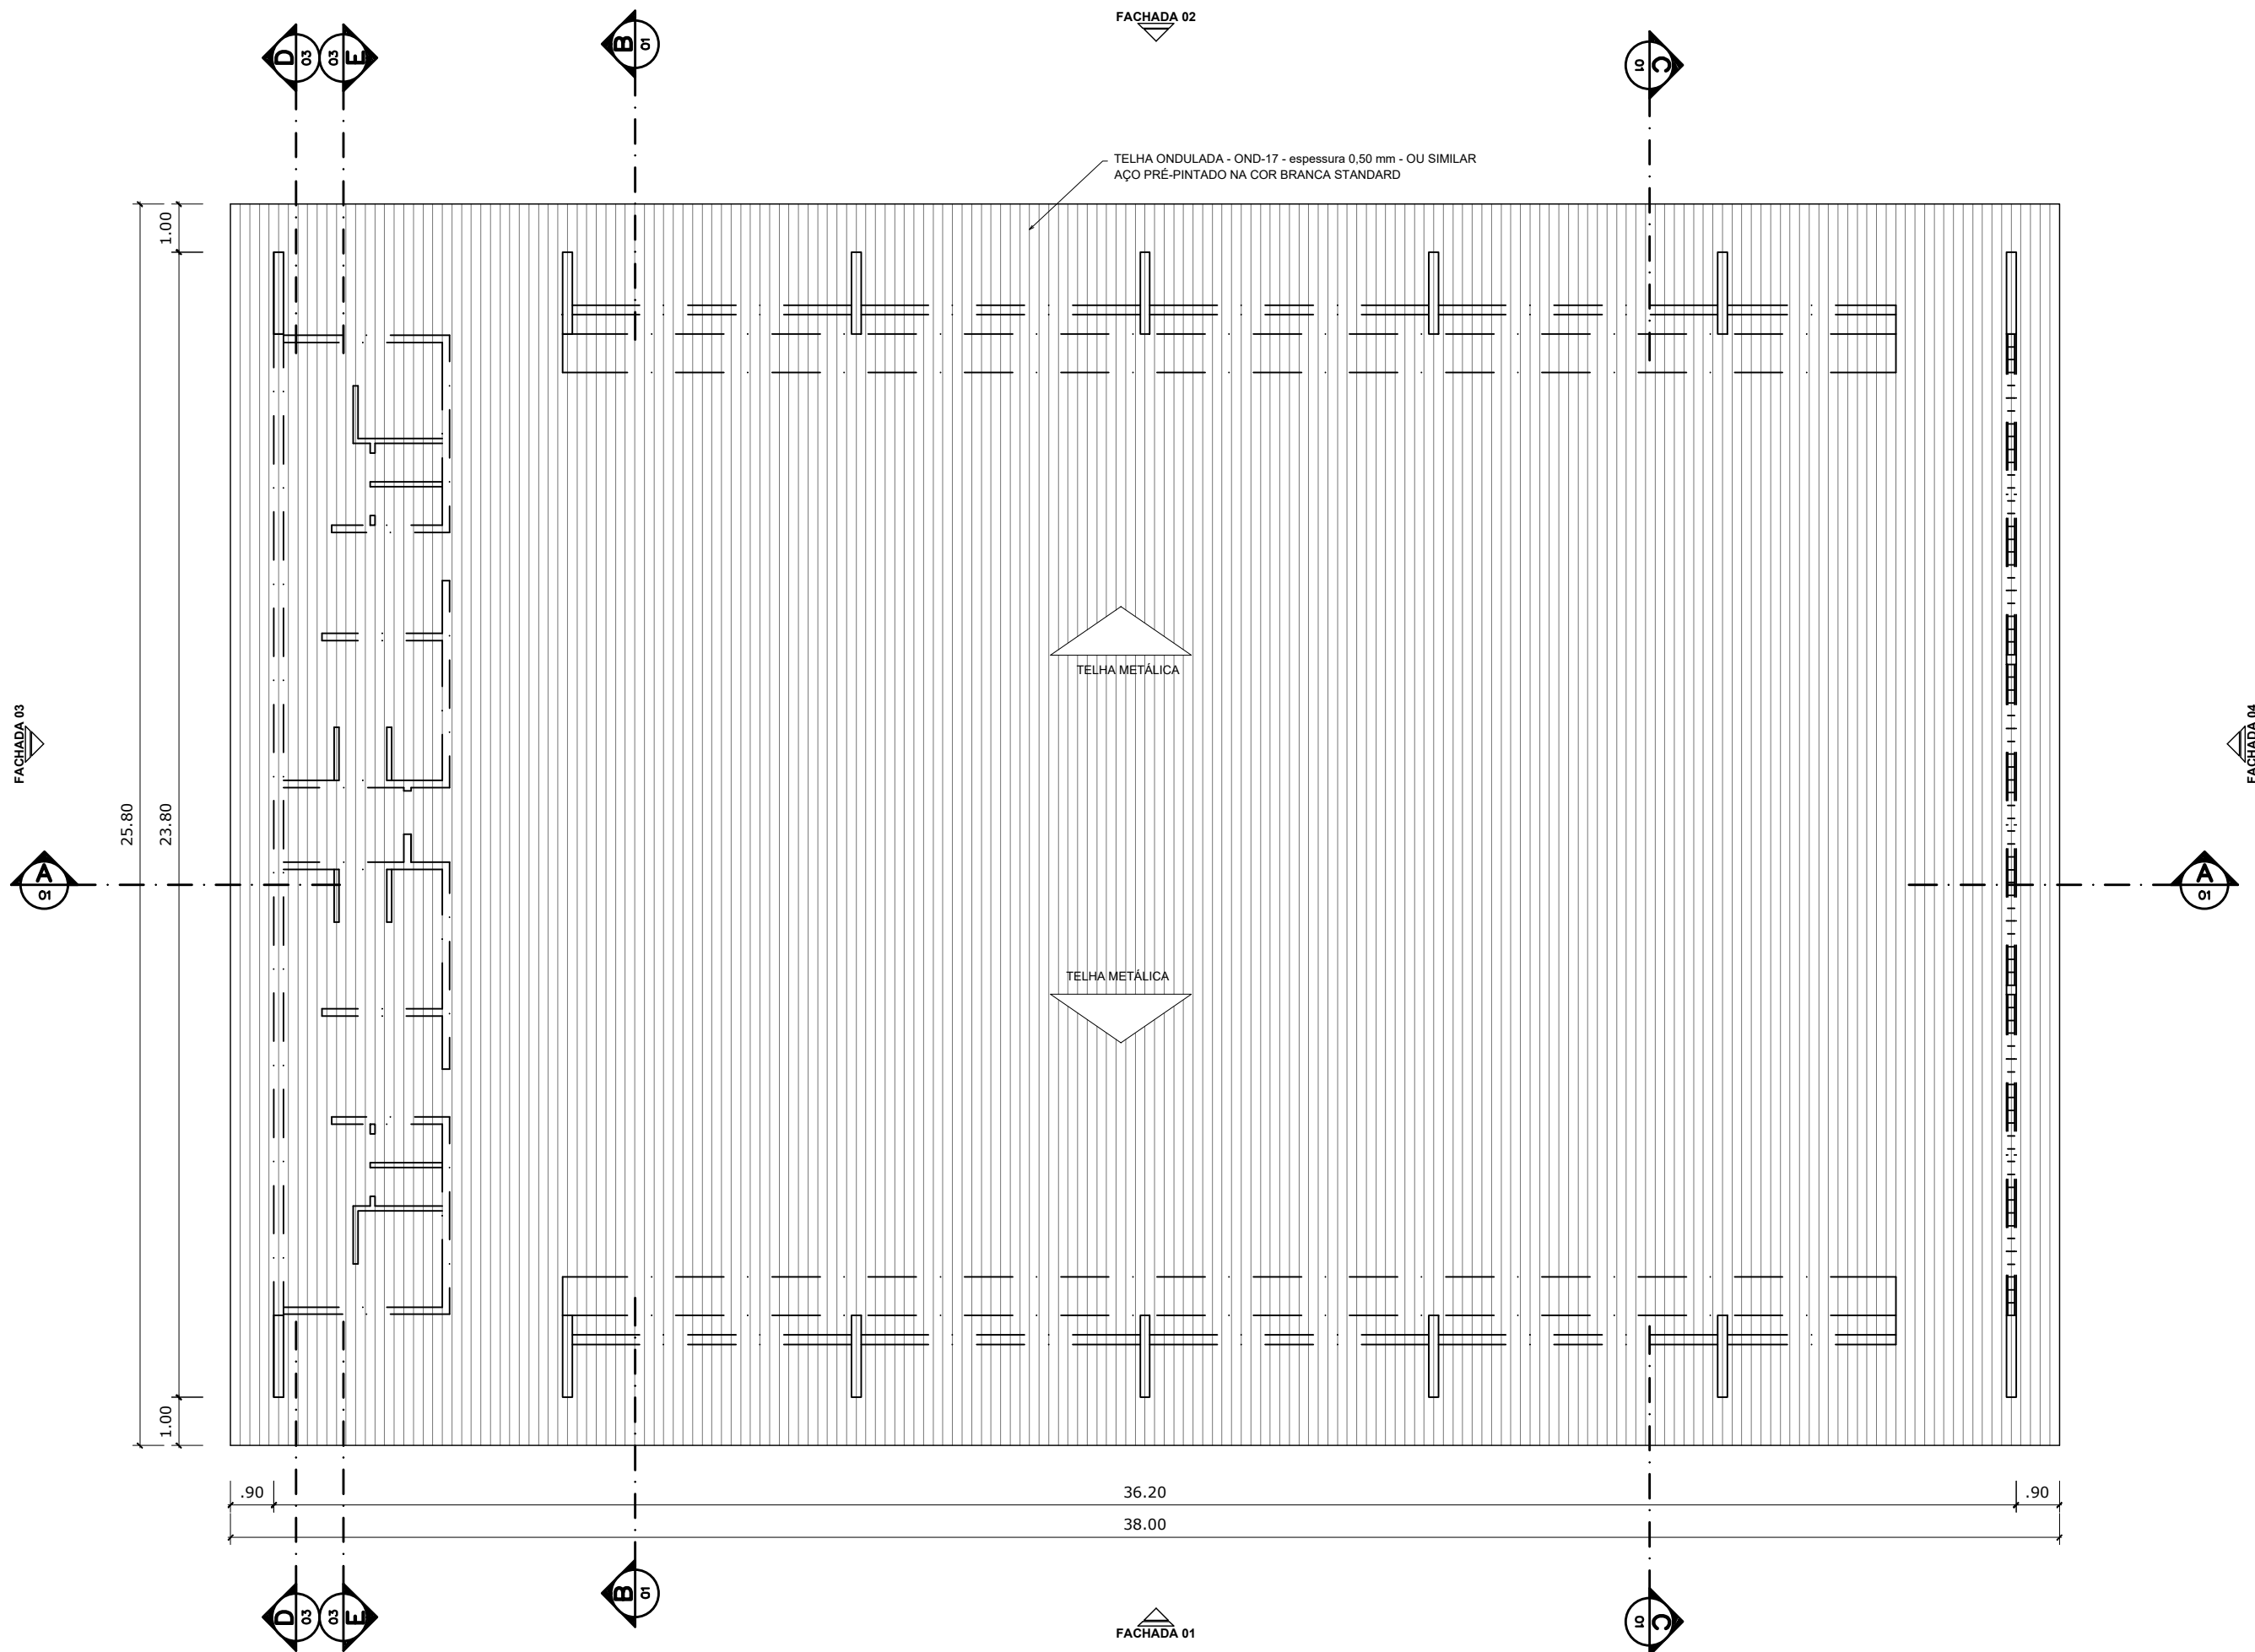 FACHADA 02
D
03
03
E
B
01
C
01
TELHA ONDULADA - OND-17 - espessura 0,50 mm - OU SIMILAR
AÇO PRÉ-PINTADO NA COR BRANCA STANDARD
1.00
TELHA METÁLICA
FACHADA 03
FACHADA 04
25.80
23.80
A
01
A
01
TELHA METÁLICA
1.00
.90
36.20
.90
38.00
D
03
03
E
B
01
C
01
FACHADA 01